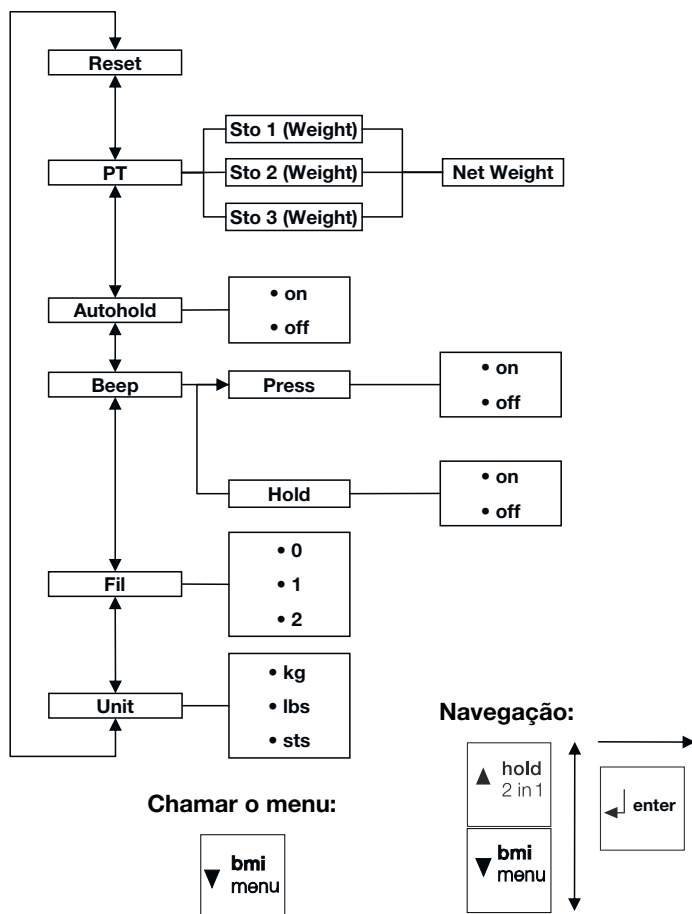 Reset
PT
Sto 1 (Weight)
Sto 2 (Weight)
Sto 3 (Weight)
Net Weight
Autohold
• on
• off
Beep
Press
• on
• off
Hold
• on
• off
Fil
• 0
• 1
• 2
Unit
• kg
• lbs
• sts
Chamar o menu:
bmi
menu
Navegação:
hold
2 in 1
bmi
menu
enter